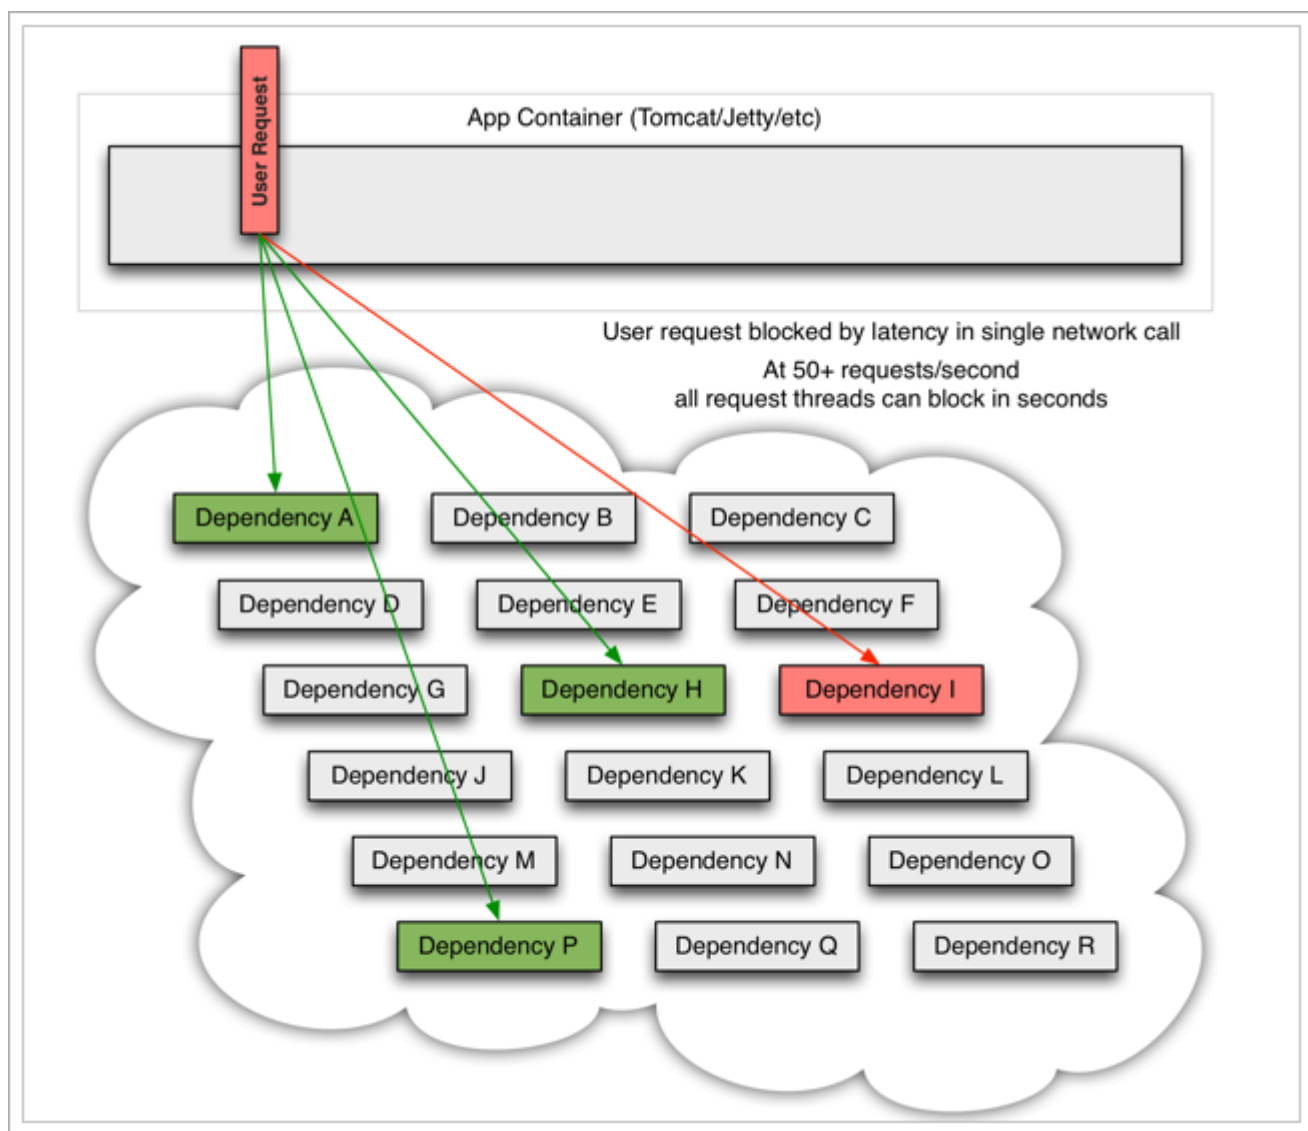 User Request
App Container (Tomcat/Jetty/etc)
User request blocked by latency in single network call
At 50+ requests/second
all request threads can block in seconds
Dependency A
Dependency B
Dependency C
Dependency D
Dependency E
Dependency F
Dependency G
Dependency H
Dependency I
Dependency J
Dependency K
Dependency L
Dependency M
Dependency N
Dependency O
Dependency P
Dependency Q
Dependency R